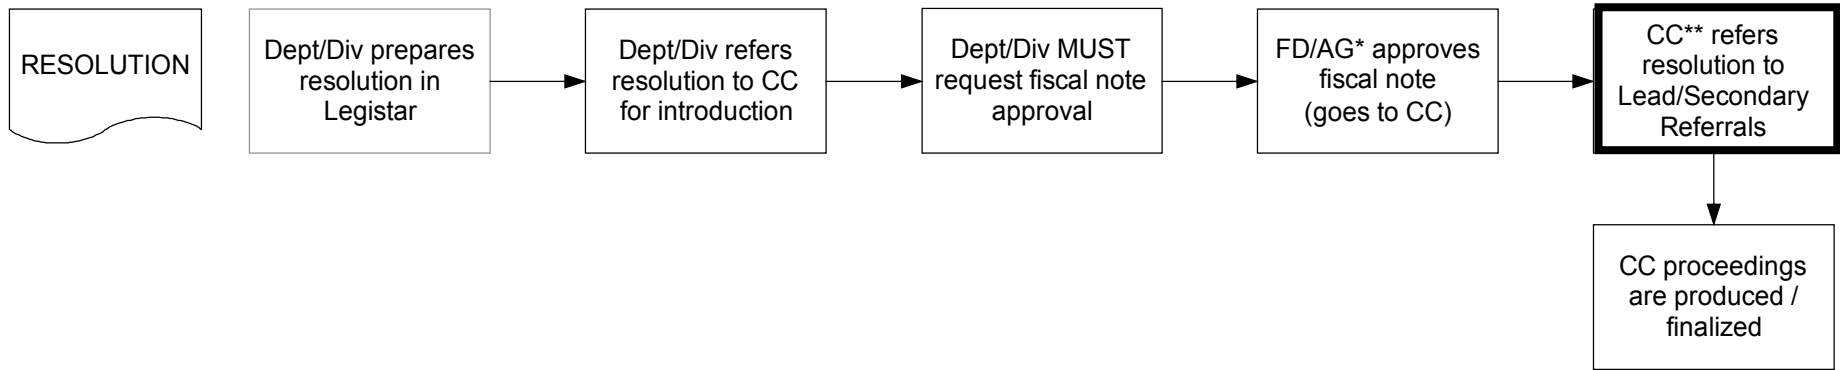 RESOLUTION
Dept/Div prepares
resolution in
Legistar
Dept/Div refers
resolution to CC
for introduction
Dept/Div MUST
request fiscal note
approval
FD/AG* approves
fiscal note
(goes to CC)
CC** refers
resolution to
Lead/Secondary
Referrals
CC proceedings
are produced /
finalized